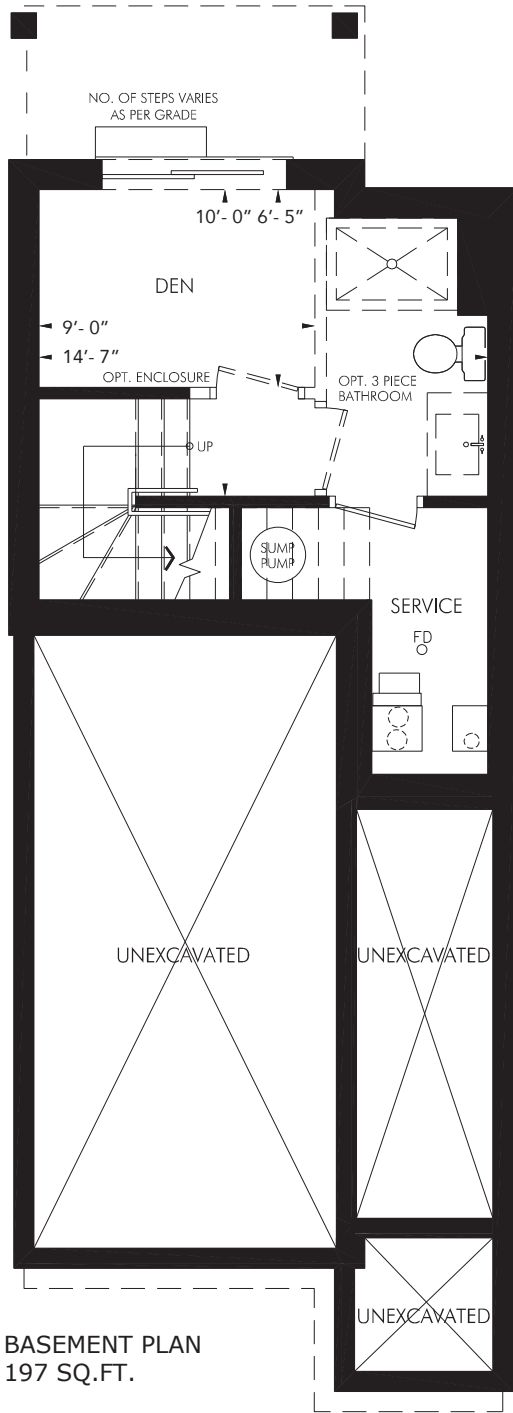 NO. OF STEPS VARIES
AS PER GRADE
10'- 0" 6'- 5"
DEN
9'- 0"
14'- 7"
OPT. ENCLOSURE
OPT. 3 PIECE
BATHROOM
UP
SUMP
PUMP
SERVICE
FD
UNEXCAVATED
UNEXCAVATED
UNEXCAVATED
BASEMENT PLAN
197 SQ.FT.